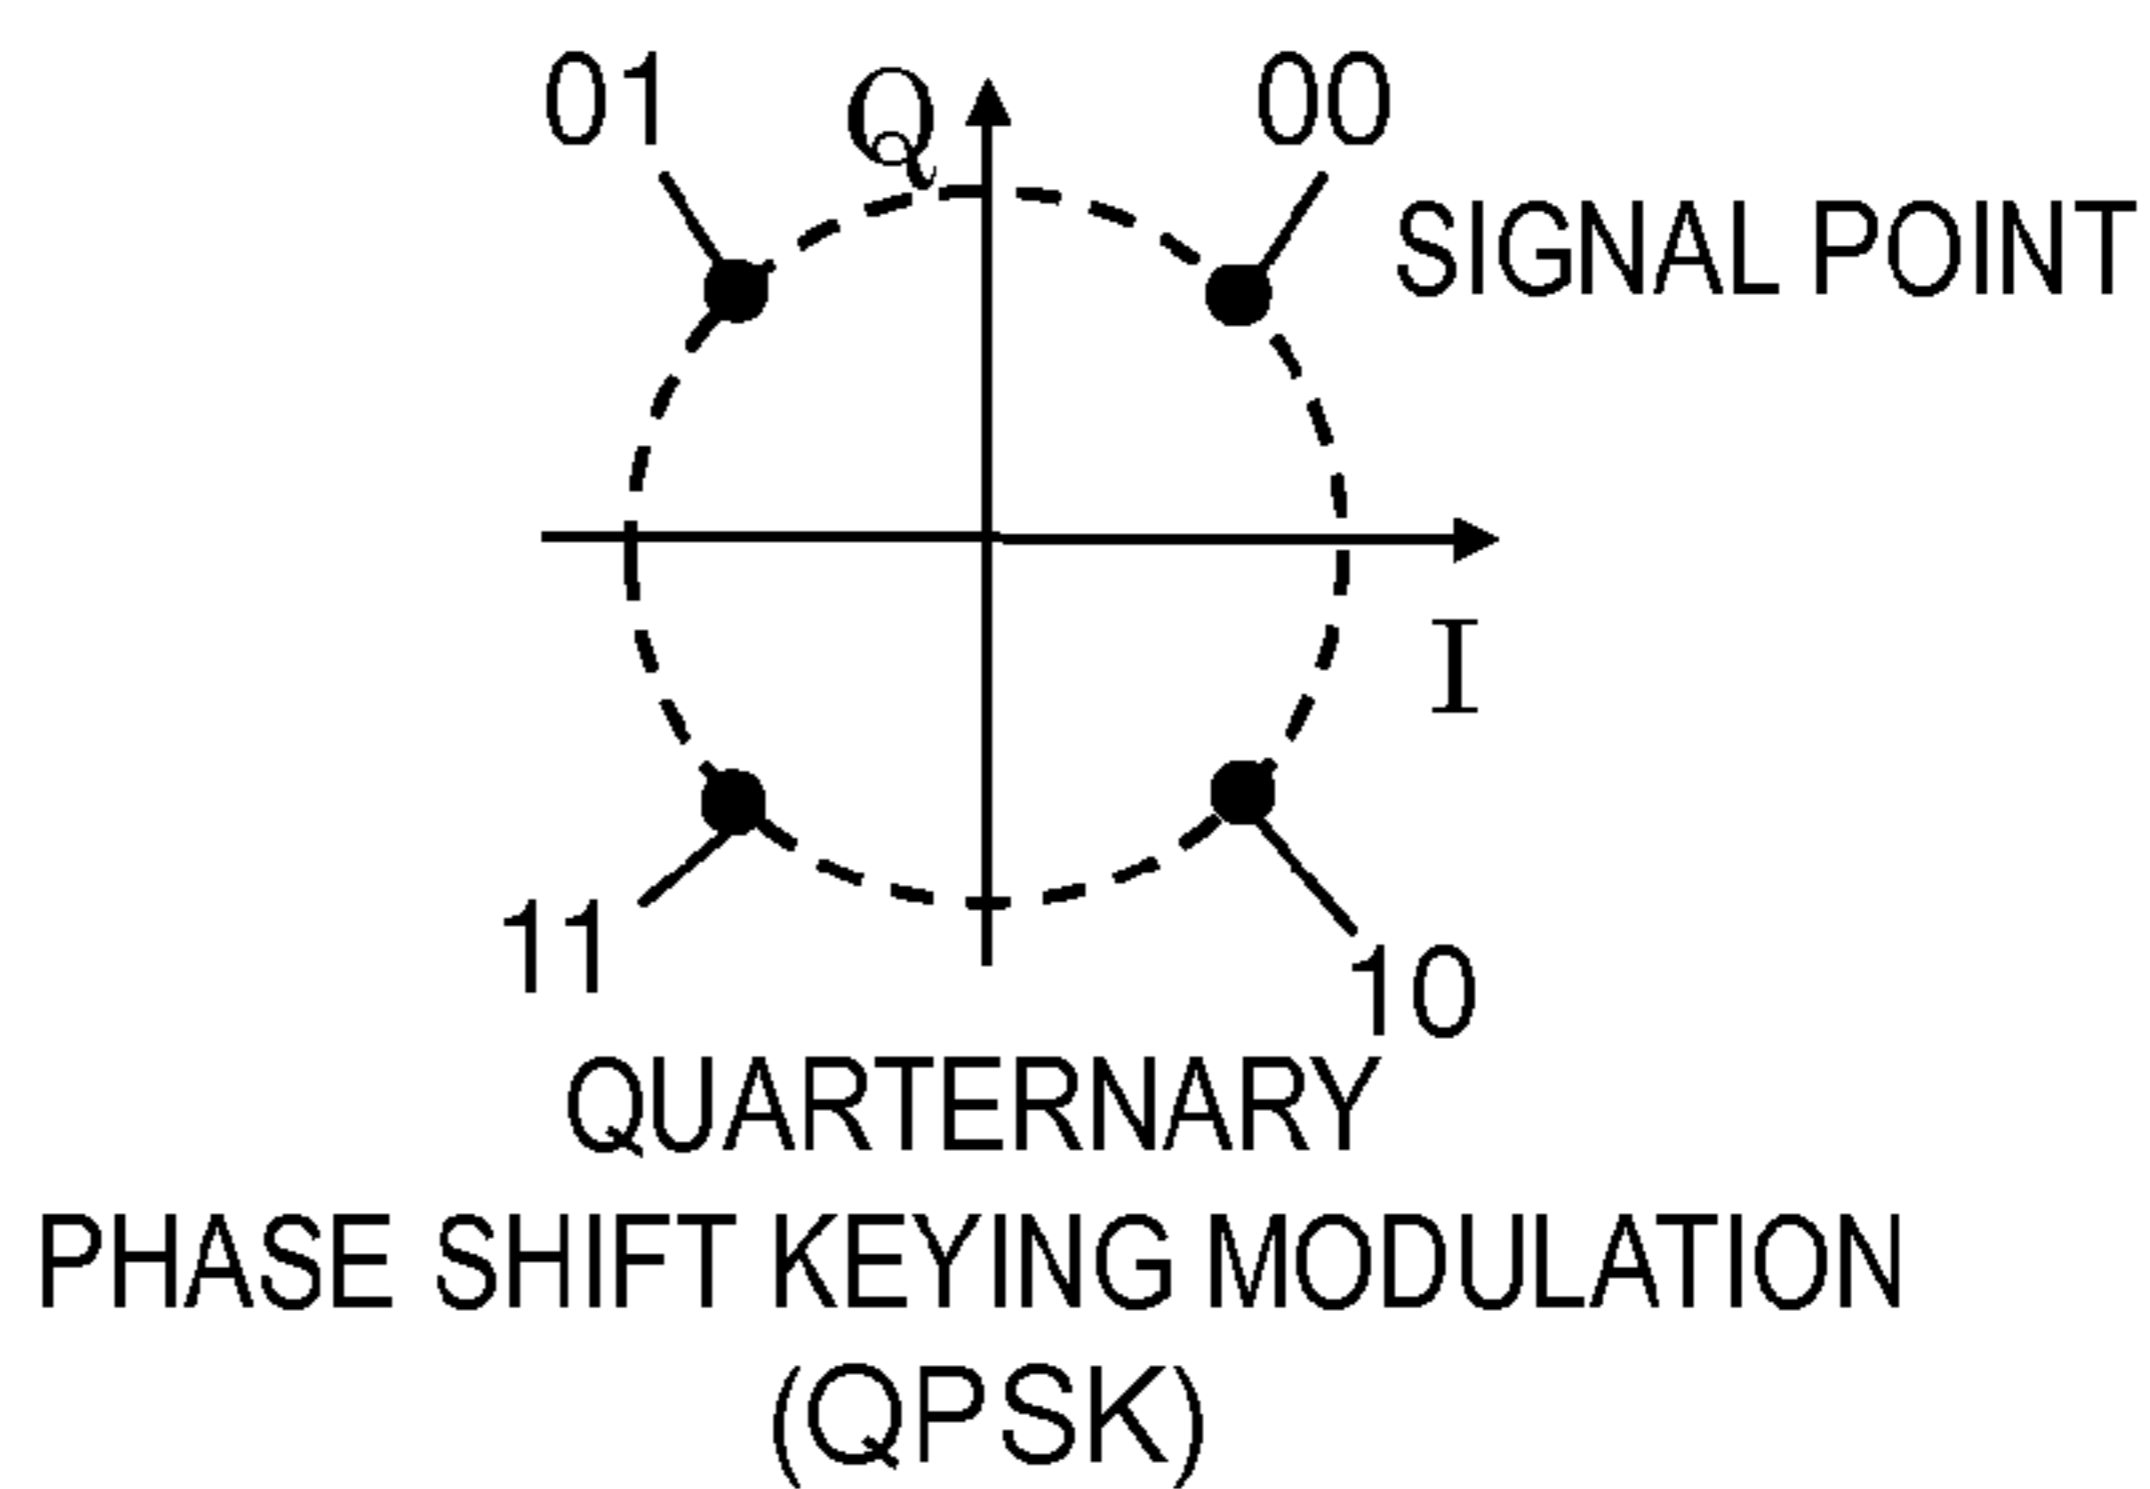 01
Q
00
SIGNAL POINT
I
11
10
QUARTERNARY
PHASE SHIFT KEYING MODULATION
(QPSK)